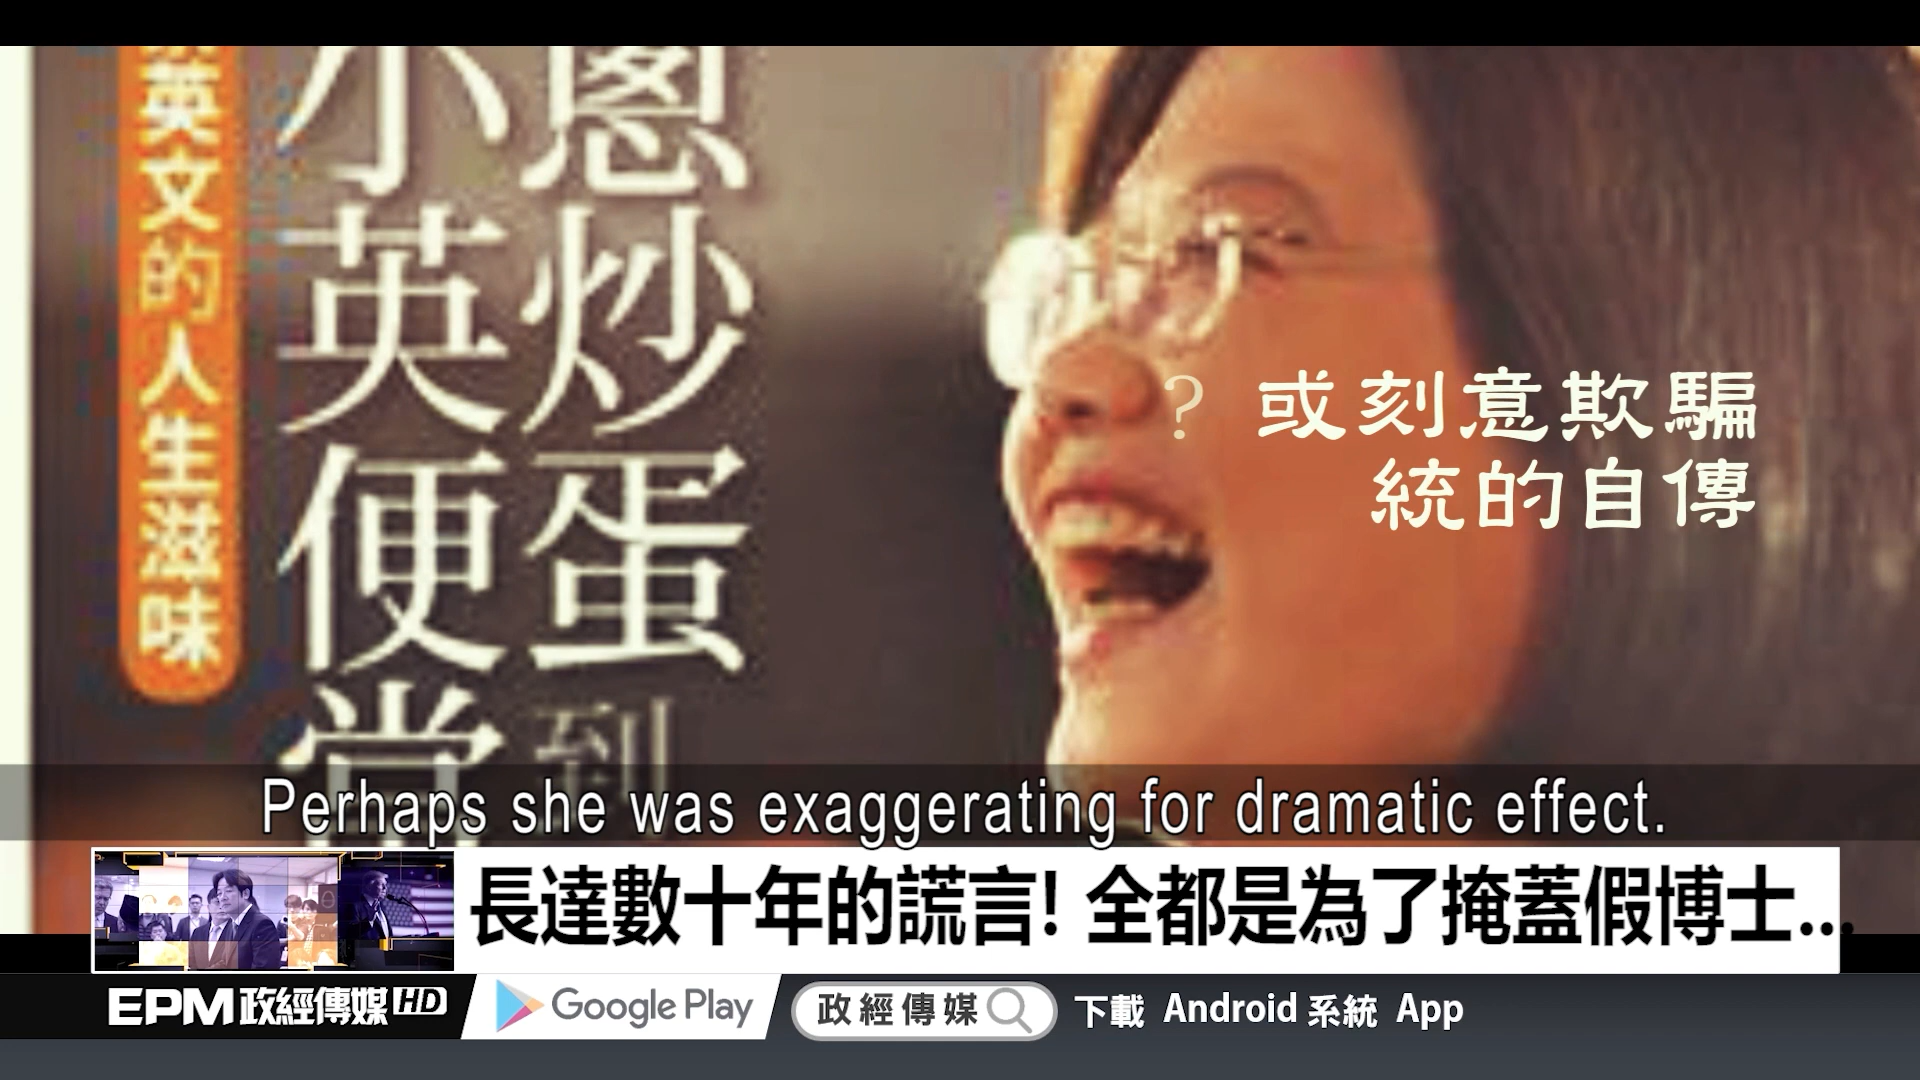 英文的人生滋味
蔥炒蛋到
小英便當
? 或刻意欺騙
統的自傳
Perhaps she was exaggerating for dramatic effect.
長達數十年的謊言! 全都是為了掩蓋假博士...
EPM政經傳媒HD
Google Play
政經傳媒
下載 Android 系統 App